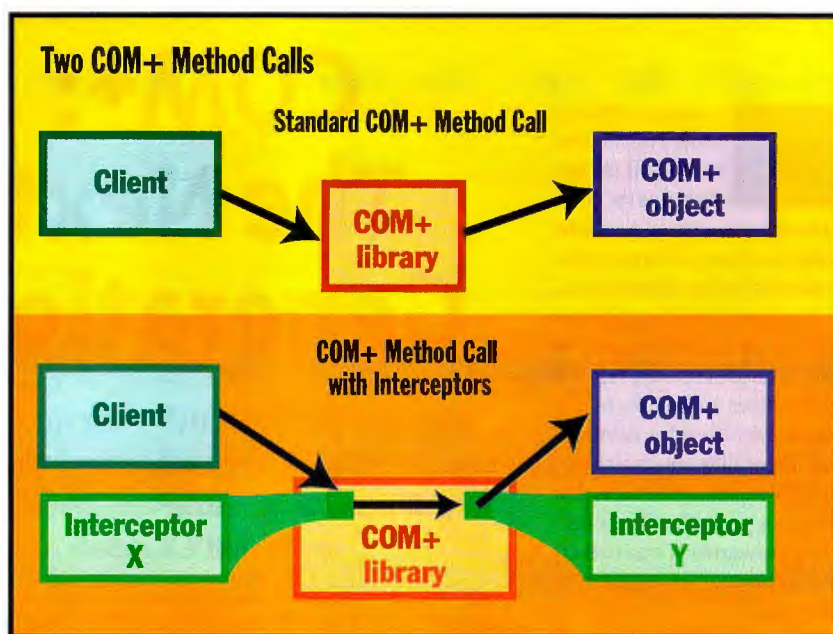 Two COM+ Method Calls
Standard COM+ Method Call
Client
COM+
library
COM+
object
COM+ Method Call
with Interceptors
Client
COM+
object
Interceptor
X
COM+
library
Interceptor
Y